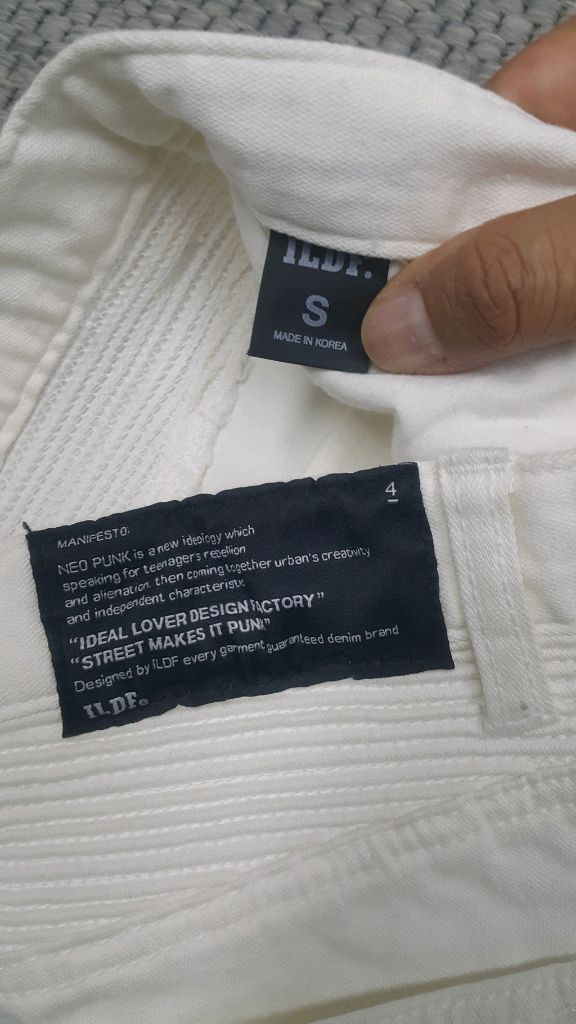 ILDF.
S
MADE IN KOREA
4
MANIFESTO:
NEO PUNK is a new ideology which
speaking for teenagers rebellion
and alienation. then coming together urban's creativity
and independent characteristic
"IDEAL LOVER DESIGN FACTORY"
"STREET MAKES IT PUNK"
Designed by ILDF every garment guaranteed denim brand
ILDF®